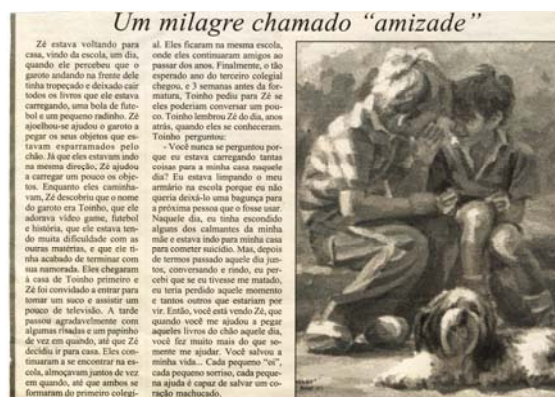 Um milagre chamado “amizade”
Zé estava voltando para
casa, vindo da escola, um dia,
quando ele percebeu que o
garoto andando na frente dele
tinha tropeçado e deixado cair
todos os livros que ele estava
carregando, uma bola de fute-
bol e um pequeno radinho. Zé
ajoelhou-se ajudou o garoto a
pegar os seus objetos que es-
tavam esparramados pelo
chão. Já que eles estavam indo
na mesma direção, Zé ajudou
a carregar um pouco os obje-
tos. Enquanto eles caminha-
vam, Zé descobriu que o nome
do garoto era Toinho, que ele
adorava vídeo game, futebol
e história, que ele estava ten-
do muita dificuldade com as
outras matérias, e que ele ti-
nha acabado de terminar com
sua namorada. Eles chegaram
à casa de Toinho primeiro e
Zé foi convidado a entrar para
tomar um suco e assistir um
pouco de televisão. A tarde
passou agradavelmente com
algumas risadas e um papinho
de vez em quando, até que Zé
decidiu ir para casa. Eles con-
tinuaram a se encontrar na es-
cola, almoçavam juntos de vez
em quando, até que ambos se
formaram do primeiro colegi-
al. Eles ficaram na mesma escola,
onde eles continuaram amigos ao
passar dos anos. Finalmente, o tão
esperado ano do terceiro colegial
chegou, e 3 semanas antes da for-
matura, Toinho pediu para Zé se
eles poderiam conversar um pou-
co. Toinho lembrou Zé do dia, anos
atrás, quando eles se conheceram.
Toinho perguntou:
- Você nunca se perguntou por-
que eu estava carregando tantas
coisas para a minha casa naquele
dia? Eu estava limpando o meu
armário na escola porque eu não
queria deixá-lo uma bagunça para
a próxima pessoa que o fosse usar.
Naquele dia, eu tinha escondido
alguns dos calmantes da minha
mãe e estava indo para minha casa
para cometer suicídio. Mas, depois
de termos passado aquele dia jun-
tos, conversando e rindo, eu per-
cebi que se eu tivesse me matado,
eu teria perdido aquele momento
e tantos outros que estariam por
vir. Então, você está vendo Zé, que
quando você me ajudou a pegar
aqueles livros do chão aquele dia,
você fez muito mais do que so-
mente me ajudar. Você salvou a
minha vida... Cada pequeno “oi”,
cada pequeno sorriso, cada peque-
na ajuda é capaz de salvar um co-
ração machucado.